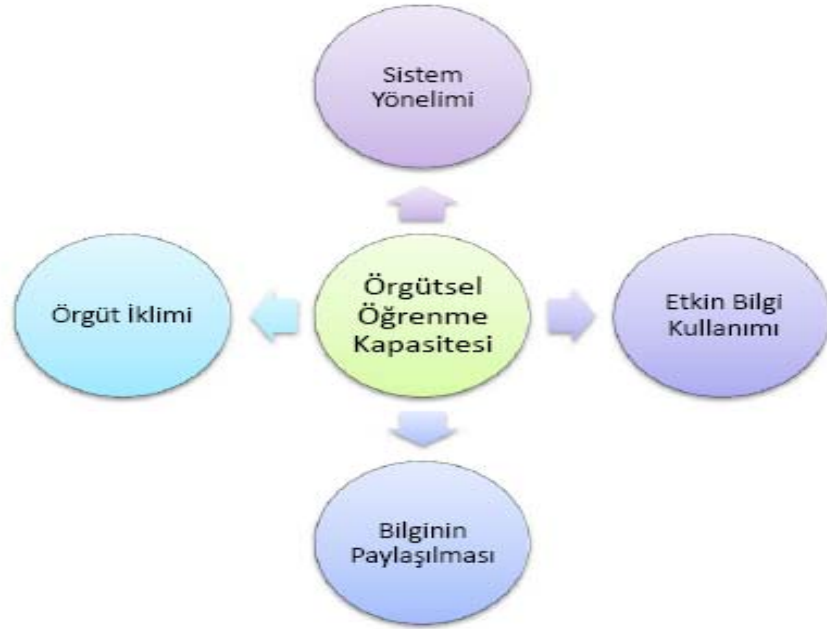 Sistem
Yönelimi
Örgüt İklimi
Örgütsel
Öğrenme
Kapasitesi
Etkin Bilgi
Kullanımı
Bilginin
Paylaşılması